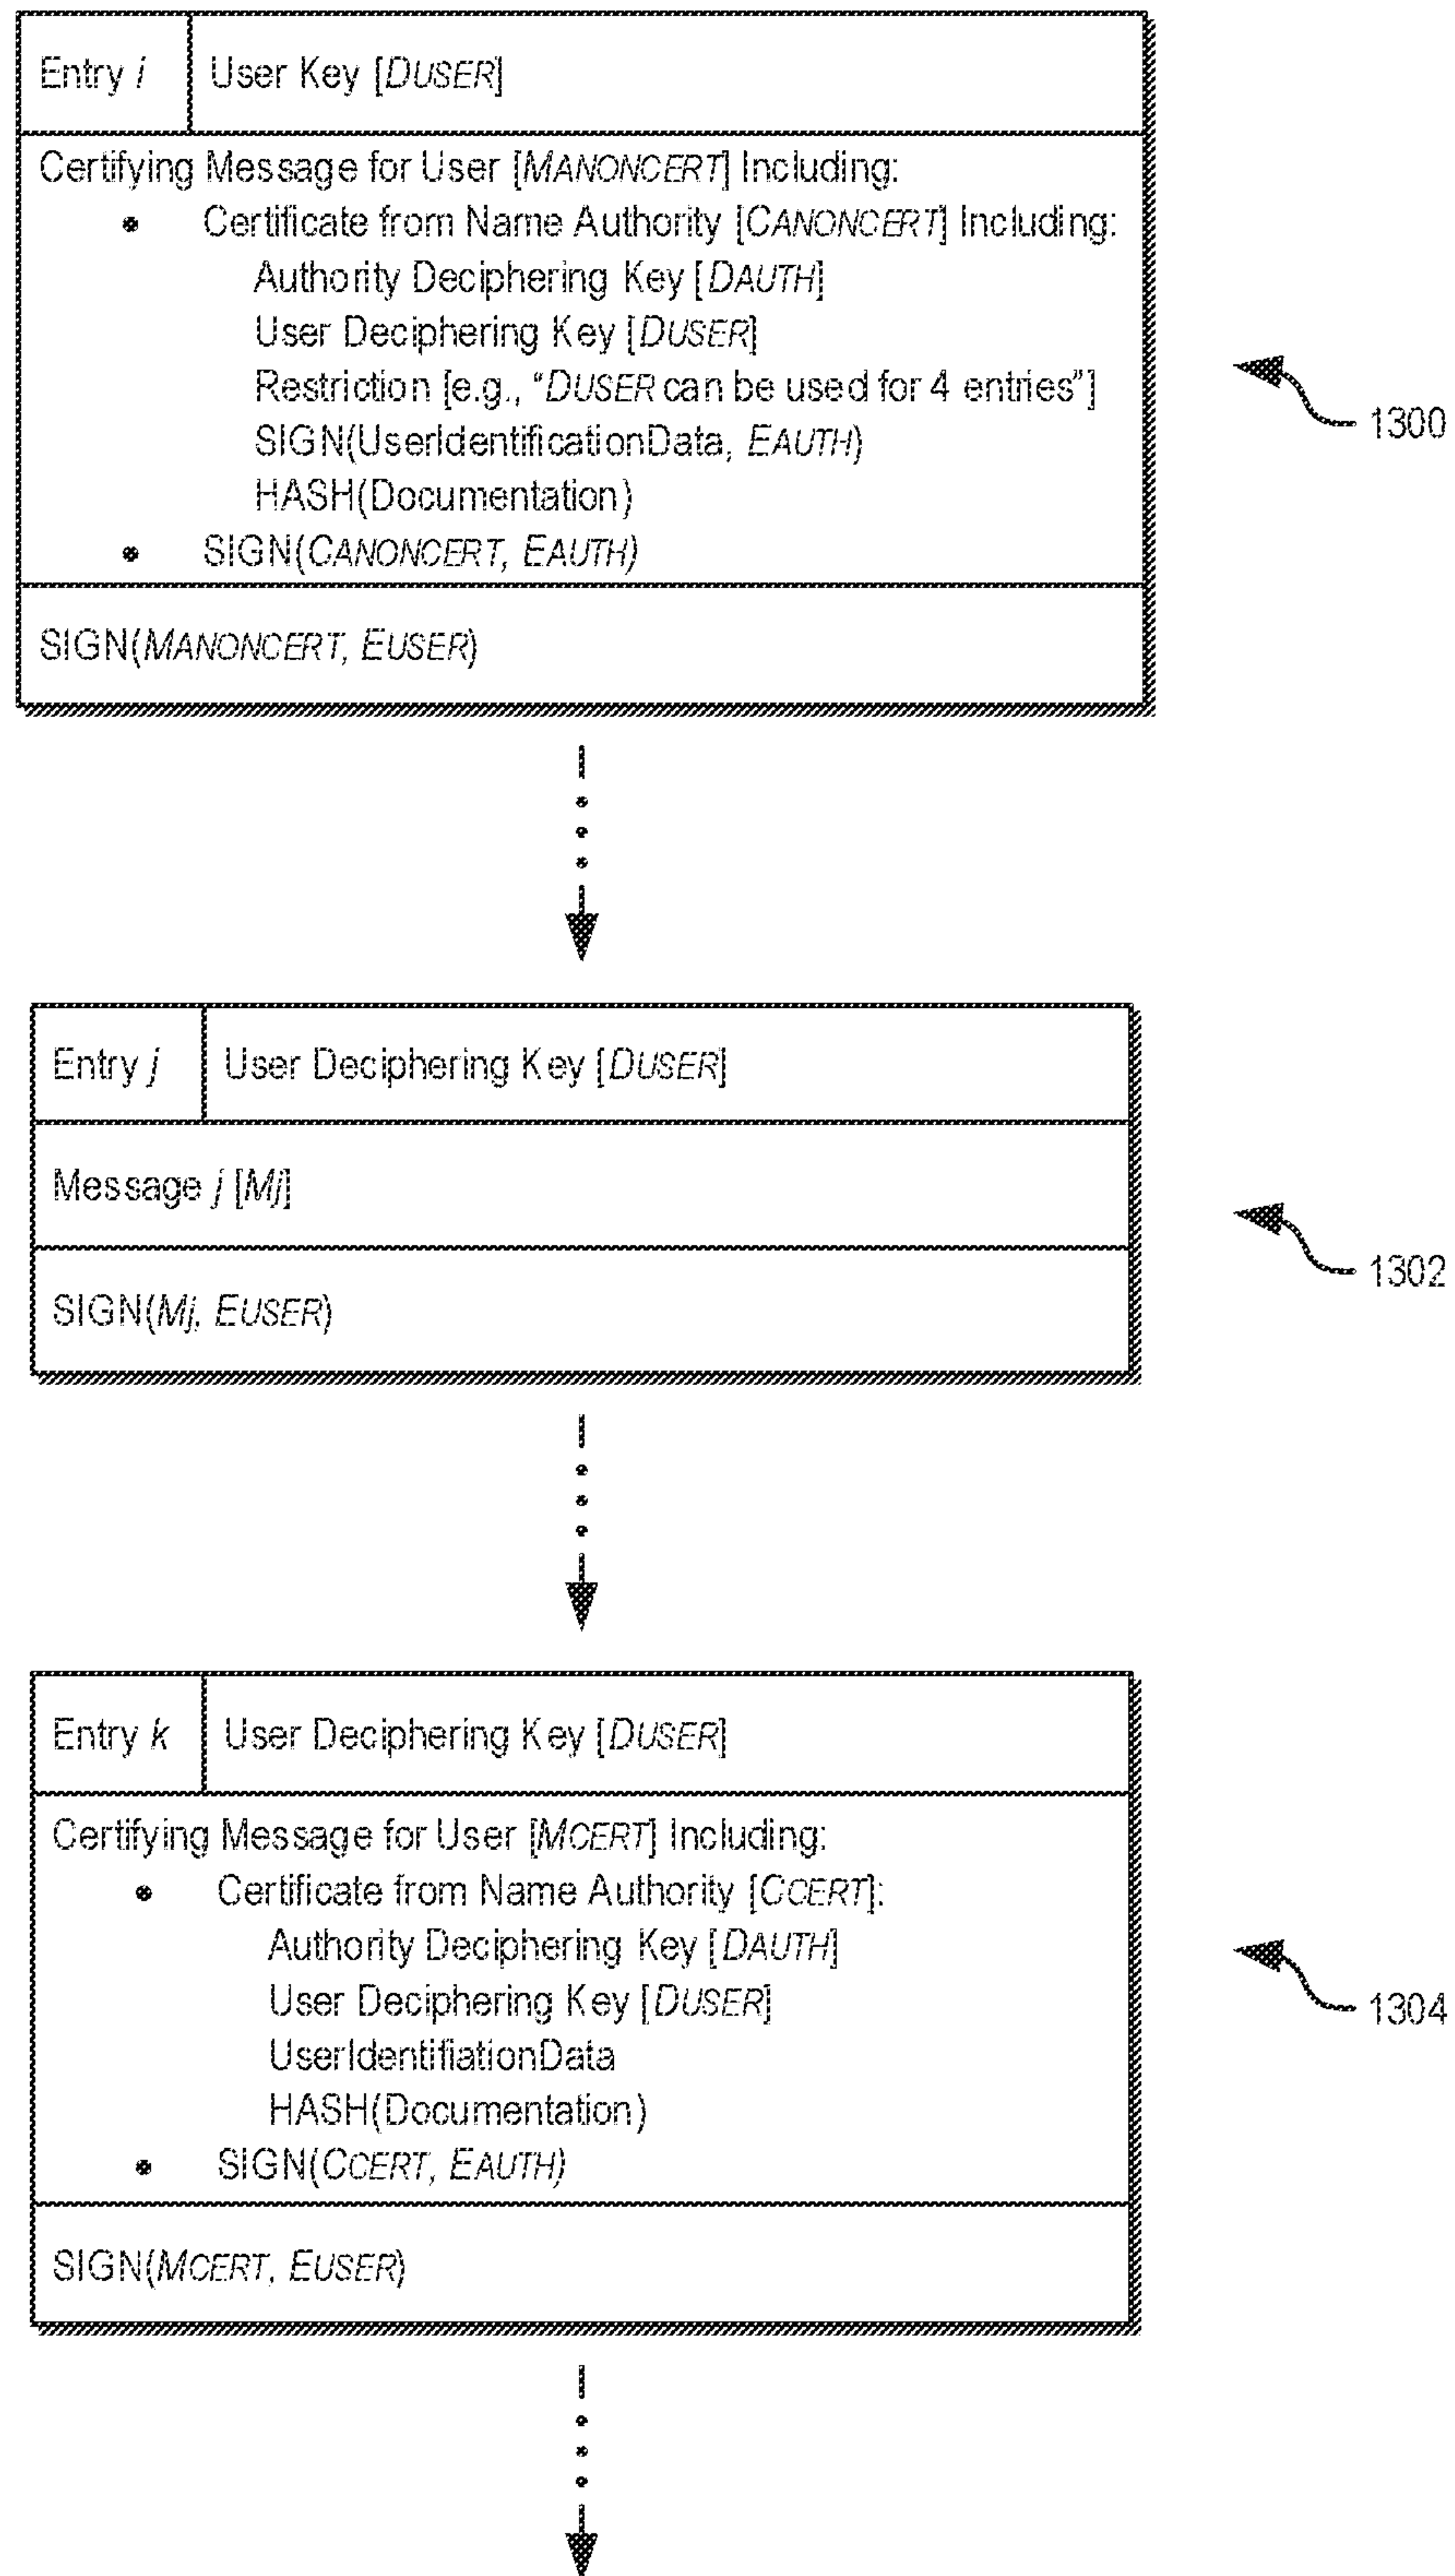 Entry i User Key [DUSER]
Certifying Message for User [MANONCERT] Including:
• Certificate from Name Authority [CANONCERT] Including:
Authority Deciphering Key [DAUTH]
User Deciphering Key [DUSER]
Restriction [e.g., “DUSER can be used for 4 entries”]
SIGN(UserIdentificationData, EAUTH)
HASH(Documentation)
• SIGN(CANONCERT, EAUTH)
SIGN(MANONCERT, EUSER)
1300
Entry j User Deciphering Key [DUSER]
Message j [Mj]
SIGN(Mj, EUSER)
1302
Entry k User Deciphering Key [DUSER]
Certifying Message for User [MCERT] Including:
• Certificate from Name Authority [CCERT]:
Authority Deciphering Key [DAUTH]
User Deciphering Key [DUSER]
UserIdentifiationData
HASH(Documentation)
• SIGN(CCERT, EAUTH)
SIGN(MCERT, EUSER)
1304